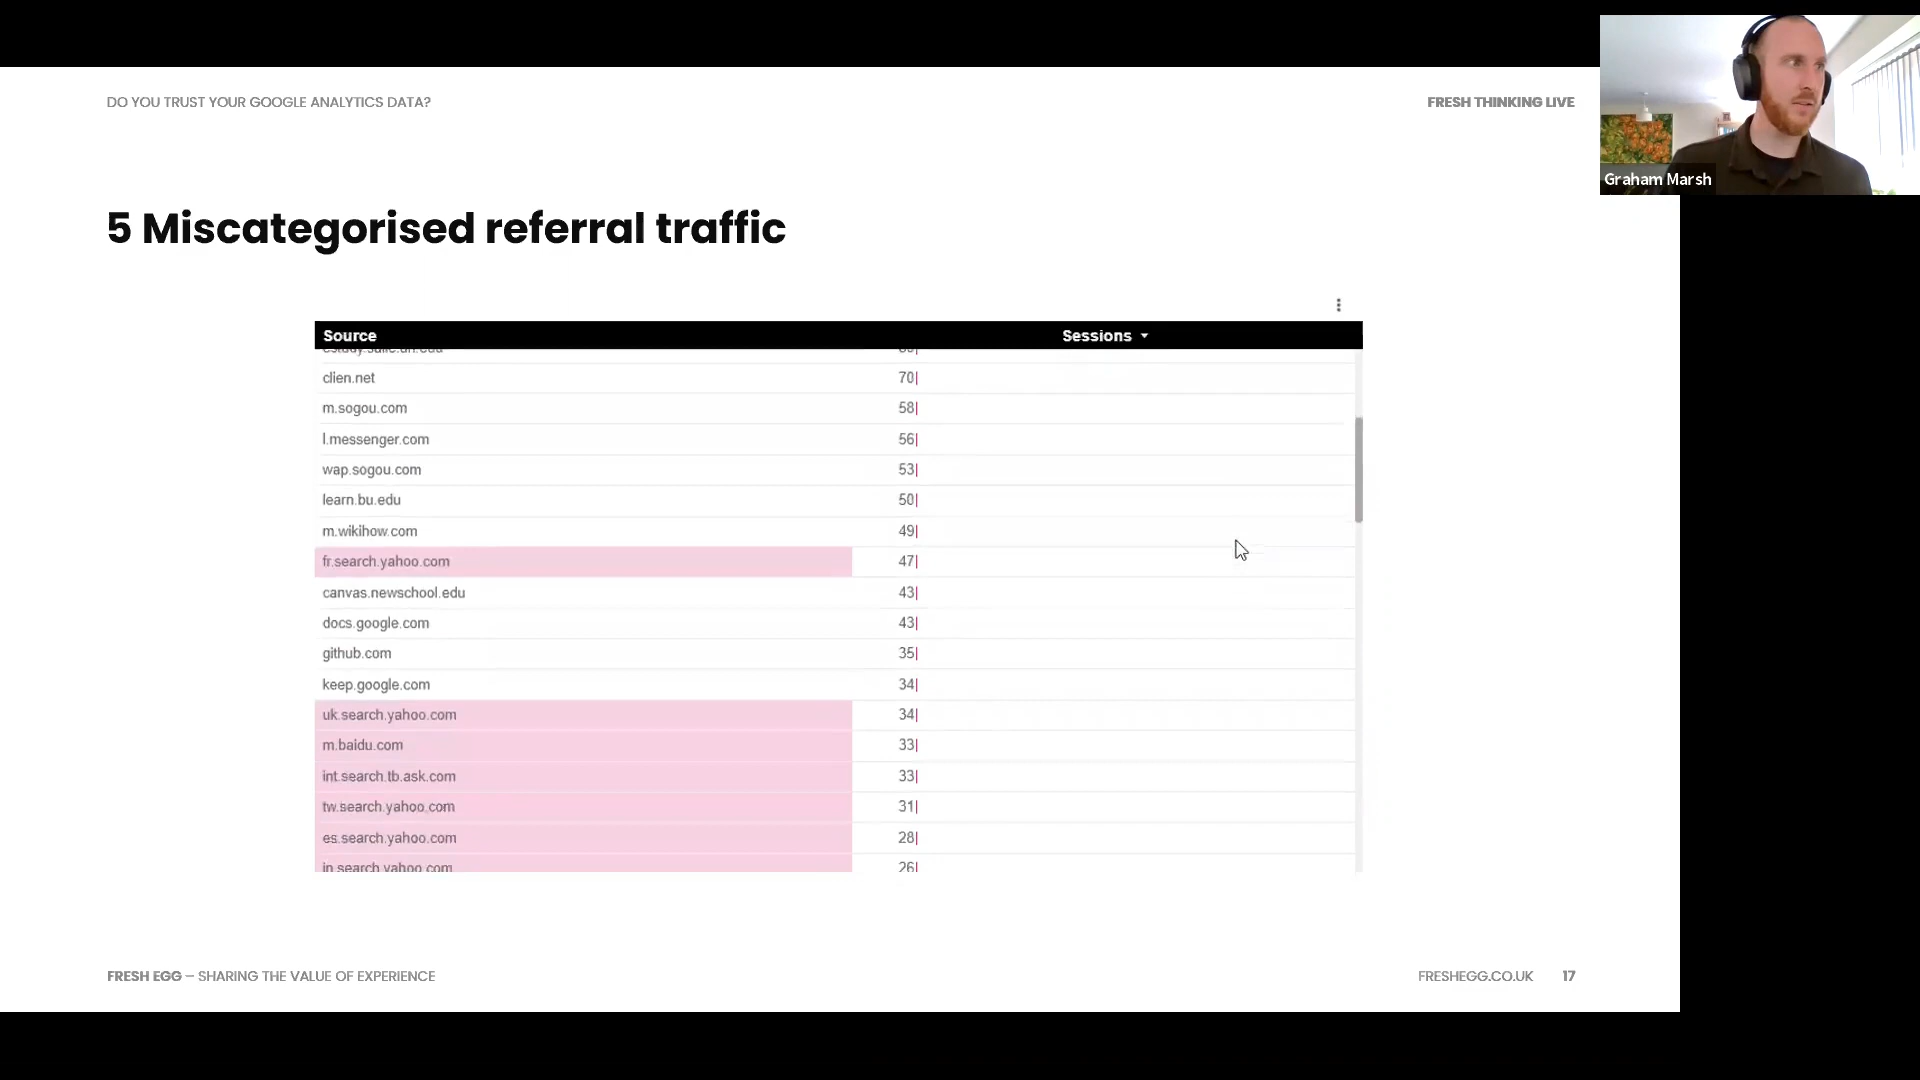 DO YOU TRUST YOUR GOOGLE ANALYTICS DATA?
FRESH THINKING LIVE
Graham Marsh
5 Miscategorised referral traffic
Source Sessions
clien.net 70
m.sogou.com 58
l.messenger.com 56
wap.sogou.com 53
learn.bu.edu 50
m.wikihow.com 49
fr.search.yahoo.com 47
canvas.newschool.edu 43
docs.google.com 43
github.com 35
keep.google.com 34
uk.search.yahoo.com 34
m.baidu.com 33
int.search.tb.ask.com 33
tw.search.yahoo.com 31
es.search.yahoo.com 28
in.search.yahoo.com 26
FRESH EGG – SHARING THE VALUE OF EXPERIENCE
FRESHEGG.CO.UK 17